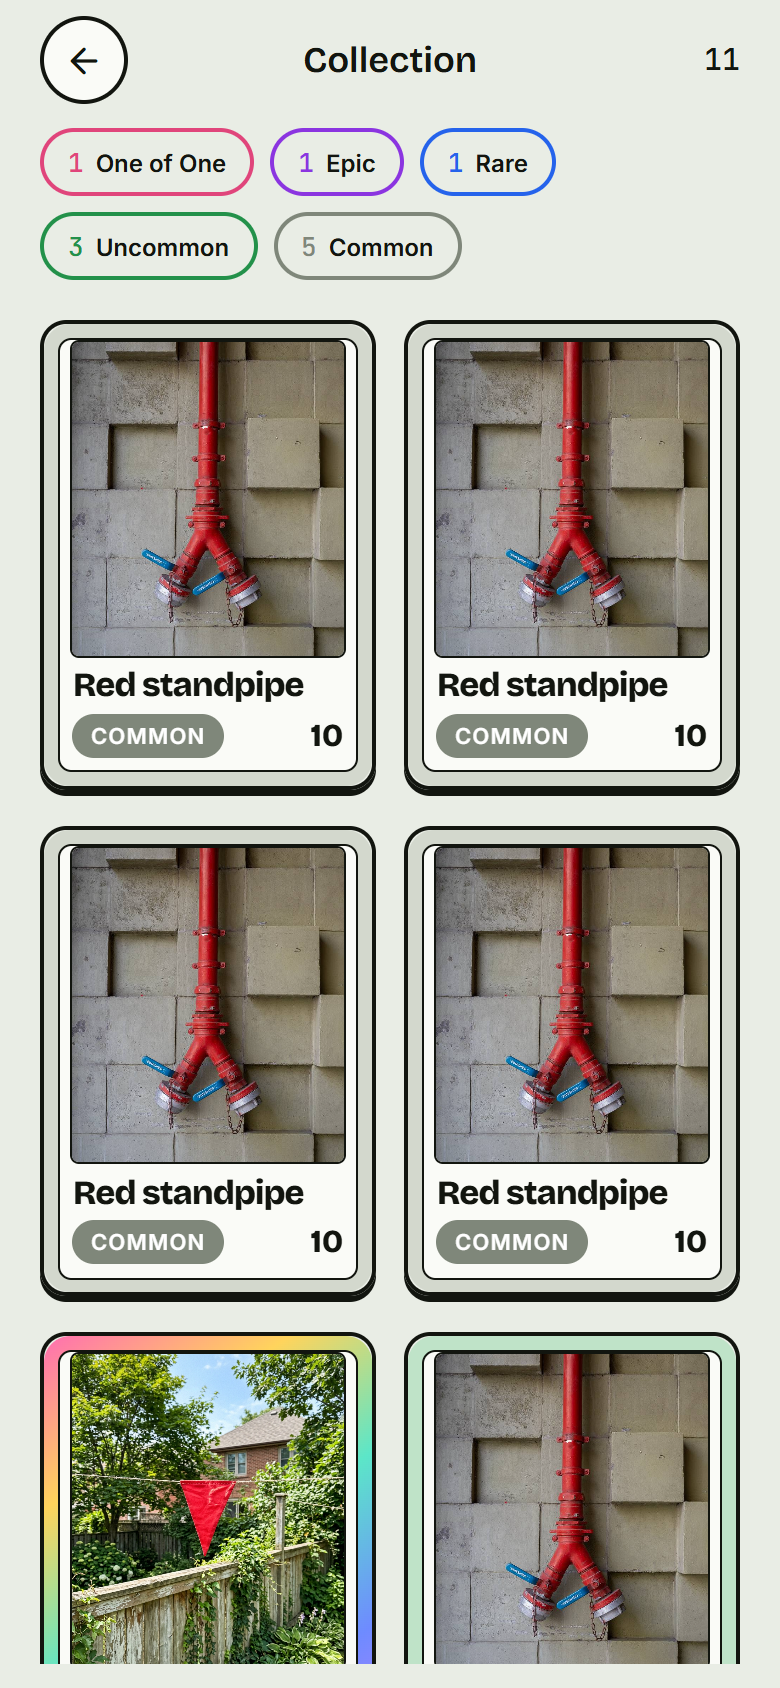 Collection
11
1 One of One
1 Epic
1 Rare
3 Uncommon
5 Common
Red standpipe
COMMON 10
Red standpipe
COMMON 10
Red standpipe
COMMON 10
Red standpipe
COMMON 10